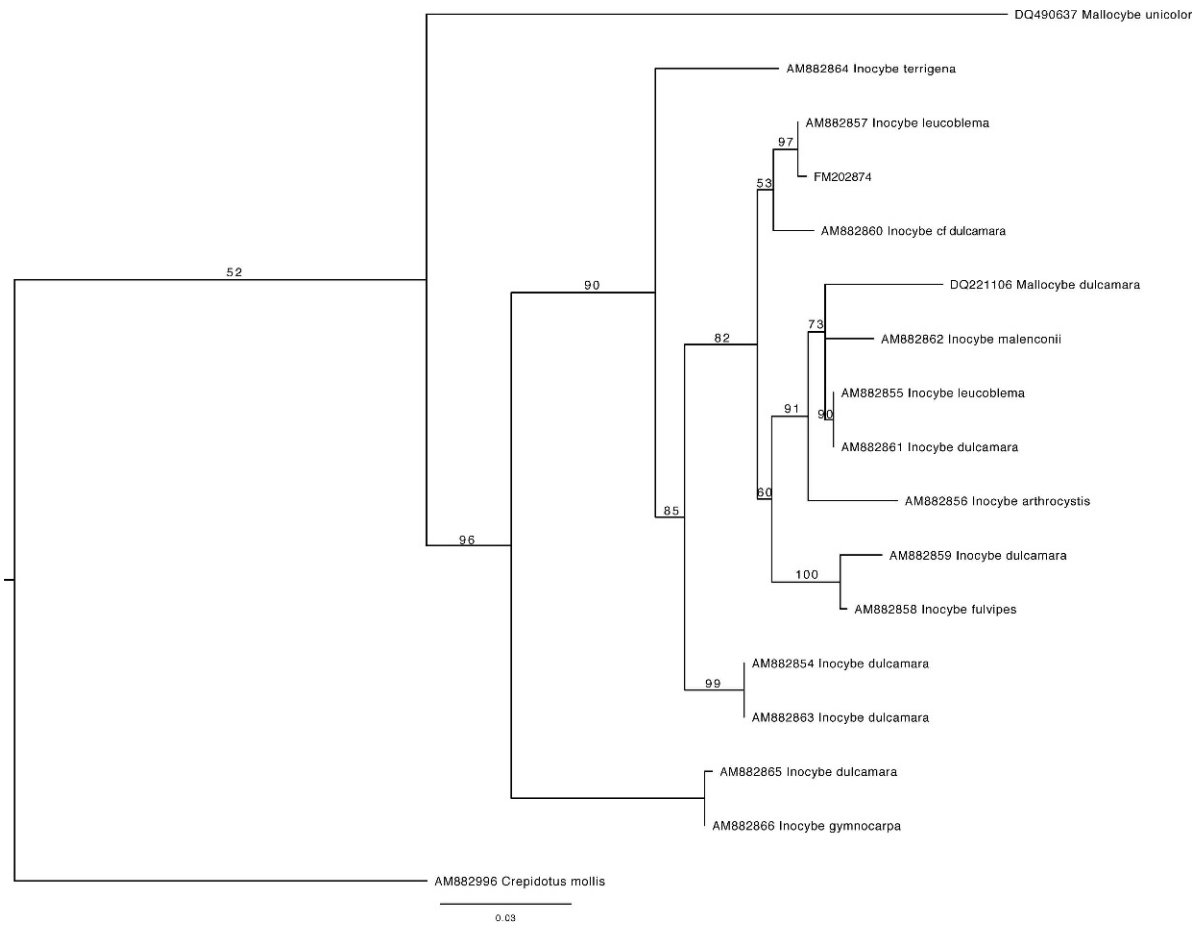 DQ490637 Mallocybe unicolor
AM882864 Inocybe terrigena
AM882857 Inocybe leucoblema
97
FM202874
53
AM882860 Inocybe cf dulcamara
52
90
DQ221106 Mallocybe dulcamara
73
82
AM882862 Inocybe malenconii
AM882855 Inocybe leucoblema
91
90
AM882861 Inocybe dulcamara
60
AM882856 Inocybe arthrocystis
85
96
AM882859 Inocybe dulcamara
100
AM882858 Inocybe fulvipes
AM882854 Inocybe dulcamara
99
AM882863 Inocybe dulcamara
AM882865 Inocybe dulcamara
AM882866 Inocybe gymnocarpa
AM882996 Crepidotus mollis
0.03